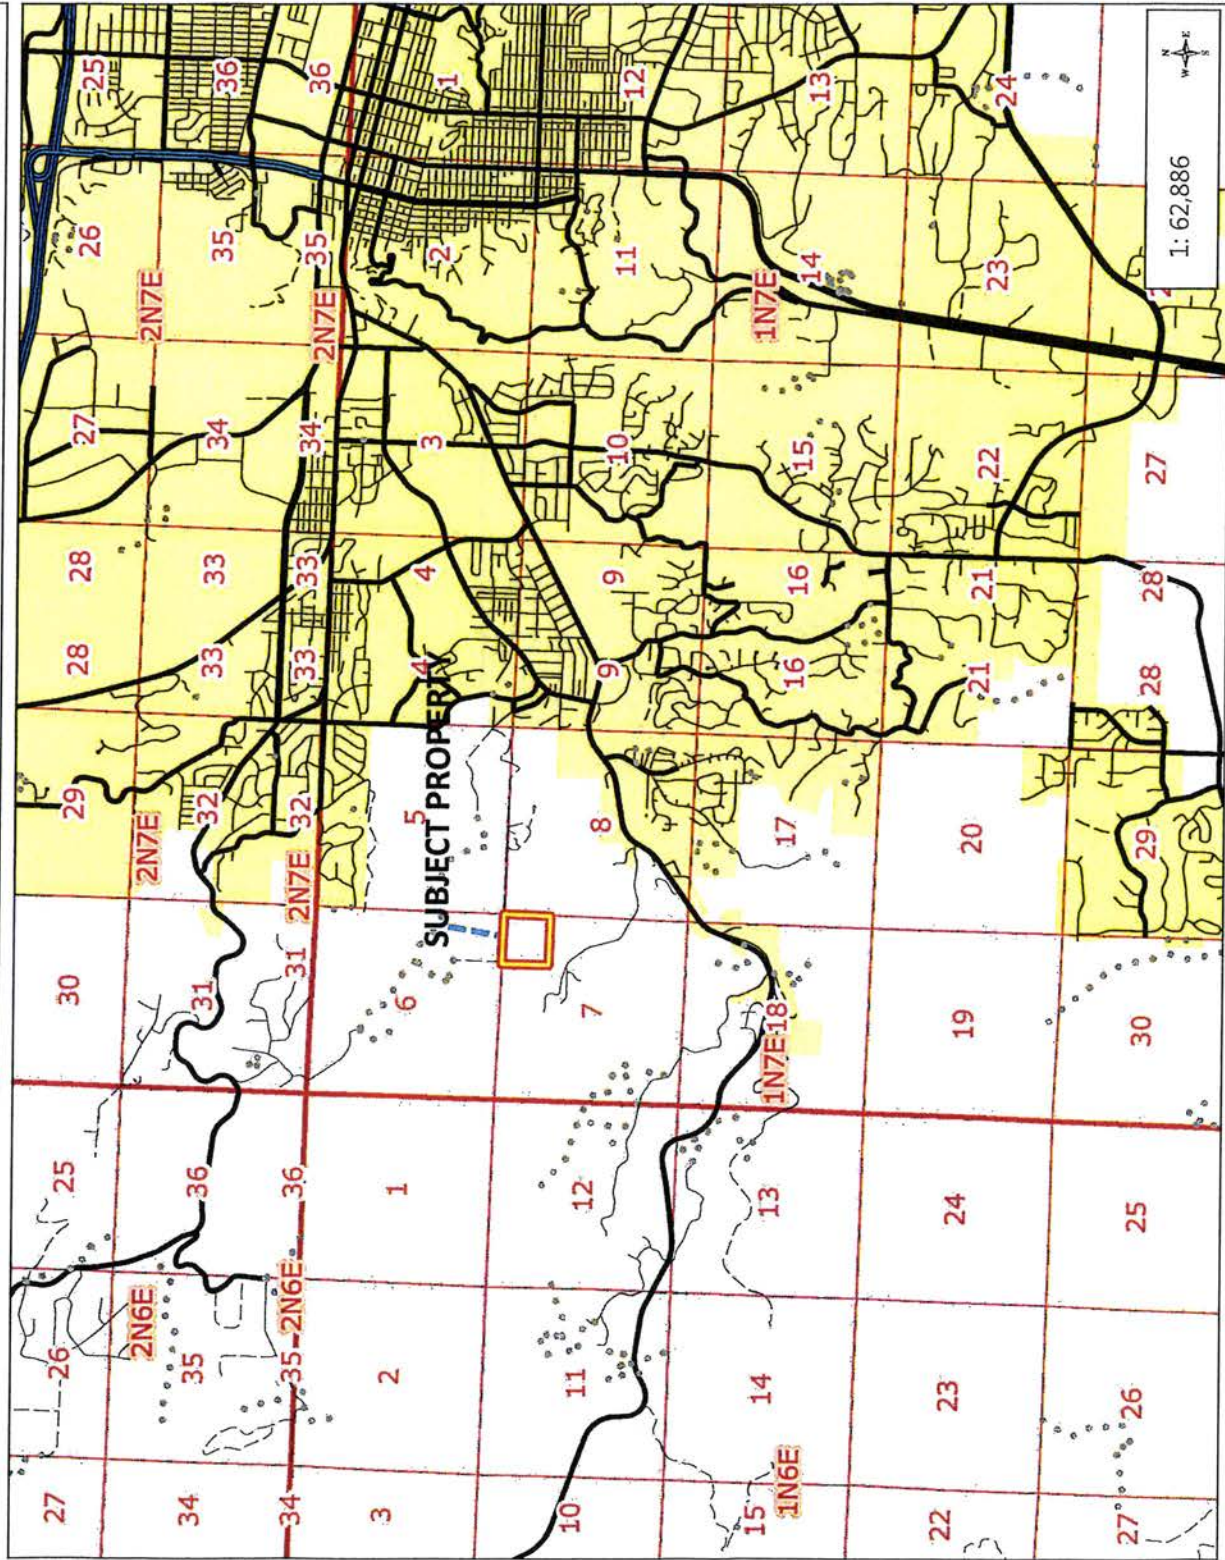 27 26 25 30 29 28 28 27 26 25
2N6E 2N7E 2N7E
34 35 36 31 32 33 33 34 35 36
34 35 2N6E 36 31 2N7E 32 33 33 34 2N7E 35 36
3 2 1 6 5 4 4 3 2 1
SUBJECT PROPERTY
10 11 12 7 8 9 9 10 11 12
15 14 13 1N7E 18 17 16 16 15 1N7E 14 13
1N6E
22 23 24 19 20 21 21 22 23 24
27 26 25 30 29 28 28 27
1: 62,886
N
W E
S